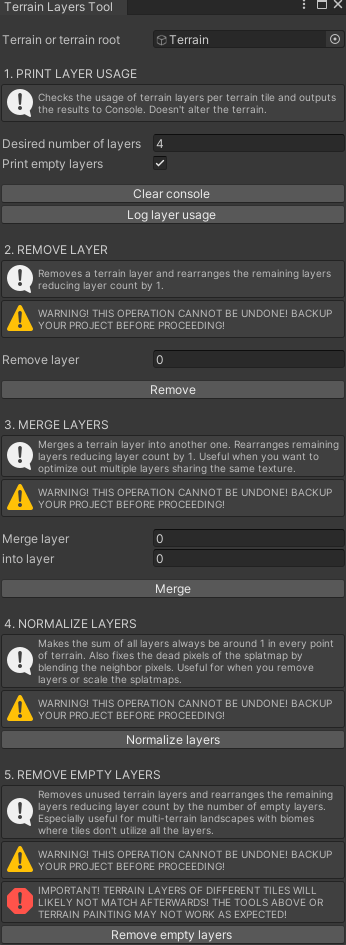 Terrain Layers Tool
Terrain or terrain root
Terrain
1. PRINT LAYER USAGE
Checks the usage of terrain layers per terrain tile and outputs
the results to Console. Doesn't alter the terrain.
Desired number of layers
4
Print empty layers
Clear console
Log layer usage
2. REMOVE LAYER
Removes a terrain layer and rearranges the remaining layers
reducing layer count by 1.
WARNING! THIS OPERATION CANNOT BE UNDONE! BACKUP
YOUR PROJECT BEFORE PROCEEDING!
Remove layer
0
Remove
3. MERGE LAYERS
Merges a terrain layer into another one. Rearranges remaining
layers reducing layer count by 1. Useful when you want to
optimize out multiple layers sharing the same texture.
WARNING! THIS OPERATION CANNOT BE UNDONE! BACKUP
YOUR PROJECT BEFORE PROCEEDING!
Merge layer
0
into layer
0
Merge
4. NORMALIZE LAYERS
Makes the sum of all layers always be around 1 in every point
of terrain. Also fixes the dead pixels of the splatmap by
blending the neighbor pixels. Useful for when you remove
layers or scale the splatmaps.
WARNING! THIS OPERATION CANNOT BE UNDONE! BACKUP
YOUR PROJECT BEFORE PROCEEDING!
Normalize layers
5. REMOVE EMPTY LAYERS
Removes unused terrain layers and rearranges the remaining
layers reducing layer count by the number of empty layers.
Especially useful for multi-terrain landscapes with biomes
where tiles don't utilize all the layers.
WARNING! THIS OPERATION CANNOT BE UNDONE! BACKUP
YOUR PROJECT BEFORE PROCEEDING!
IMPORTANT! TERRAIN LAYERS OF DIFFERENT TILES WILL
LIKELY NOT MATCH AFTERWARDS! THE TOOLS ABOVE OR
TERRAIN PAINTING MAY NOT WORK AS EXPECTED!
Remove empty layers